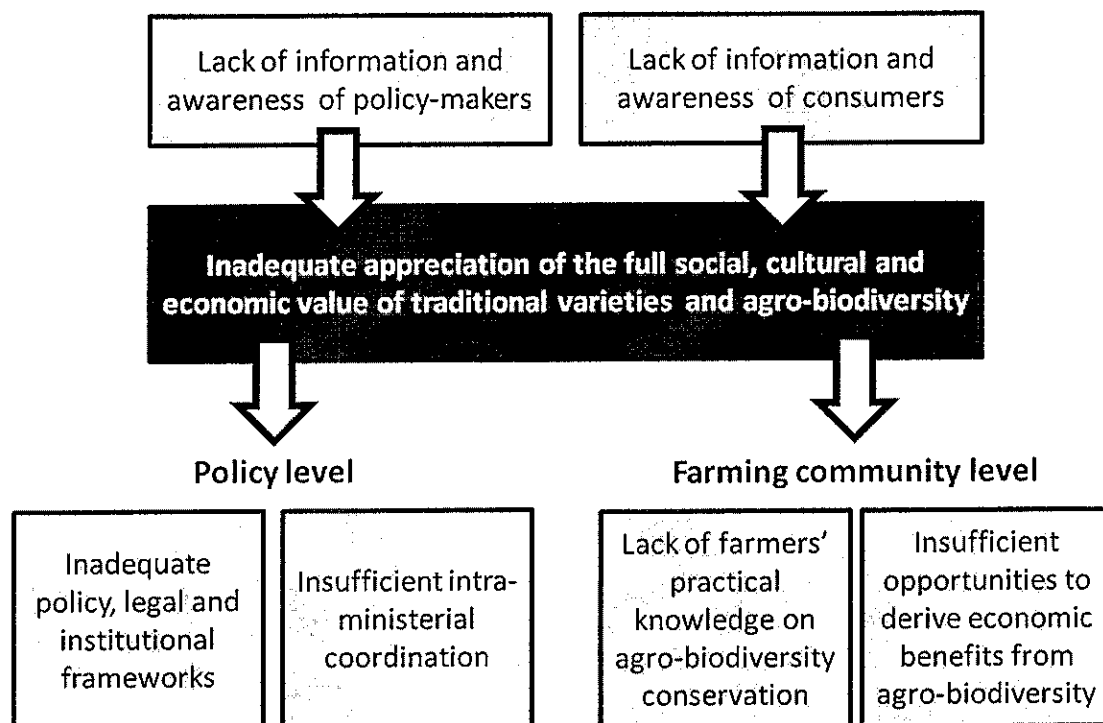 Lack of information and
awareness of policy-makers
Lack of information and
awareness of consumers
Inadequate appreciation of the full social, cultural and
economic value of traditional varieties and agro-biodiversity
Policy level
Farming community level
Inadequate
policy, legal and
institutional
frameworks
Insufficient intra-
ministerial
coordination
Lack of farmers'
practical
knowledge on
agro-biodiversity
conservation
Insufficient
opportunities to
derive economic
benefits from
agro-biodiversity